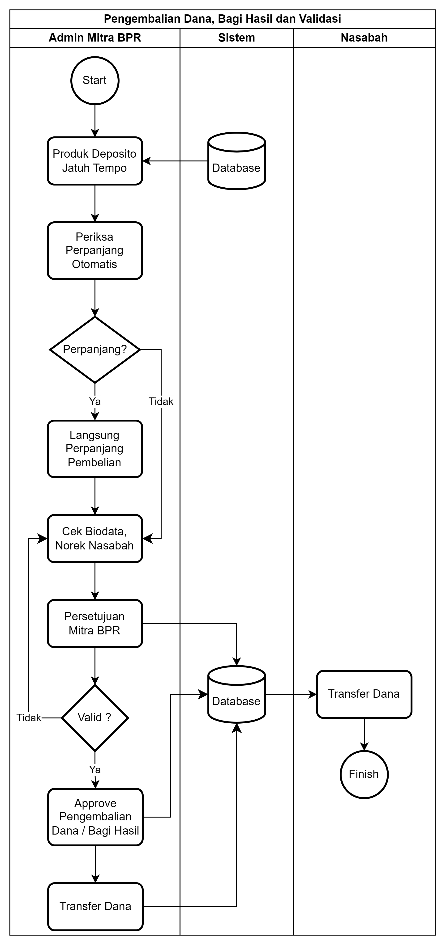 Pengembalian Dana, Bagi Hasil dan Validasi
Admin Mitra BPR
Sistem
Nasabah
Start
Produk Deposito
Jatuh Tempo
Database
Periksa
Perpanjang
Otomatis
Perpanjang?
Ya
Tidak
Langsung
Perpanjang
Pembelian
Cek Biodata,
Norek Nasabah
Persetujuan
Mitra BPR
Database
Transfer Dana
Valid ?
Tidak
Ya
Finish
Approve
Pengembalian
Dana / Bagi Hasil
Transfer Dana